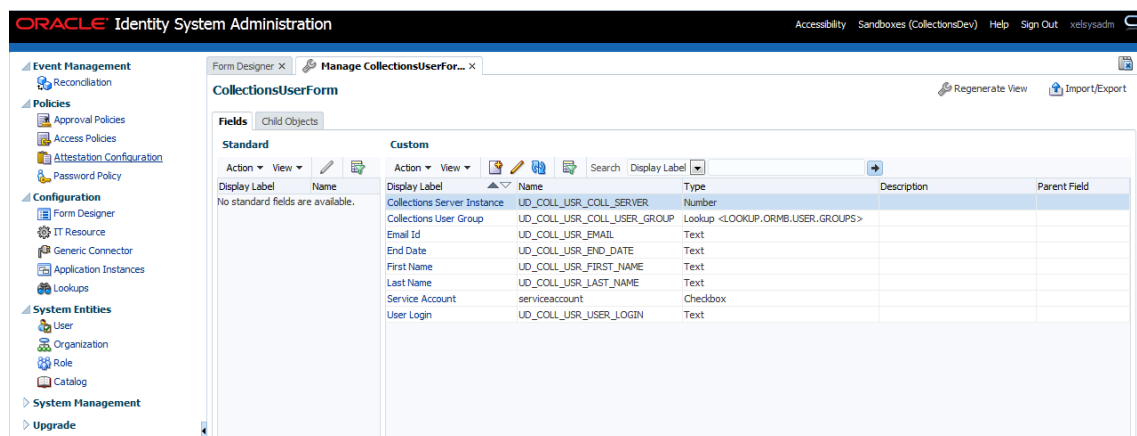 ORACLE Identity System Administration
Accessibility Sandboxes (CollectionsDev) Help Sign Out xelsysadm
Event Management
Reconciliation
Policies
Approval Policies
Access Policies
Attestation Configuration
Password Policy
Configuration
Form Designer
IT Resource
Generic Connector
Application Instances
Lookups
System Entities
User
Organization
Role
Catalog
System Management
Upgrade
Form Designer Manage CollectionsUserFor...
CollectionsUserForm
Regenerate View Import/Export
Fields Child Objects
Standard
Action View
Display Label Name
No standard fields are available.
Custom
Action View Search Display Label
Display Label Name Type Description Parent Field
Collections Server Instance UD_COLL_USR_COLL_SERVER Number
Collections User Group UD_COLL_USR_COLL_USER_GROUP Lookup <LOOKUP.ORMB.USER.GROUPS>
Email Id UD_COLL_USR_EMAIL Text
End Date UD_COLL_USR_END_DATE Text
First Name UD_COLL_USR_FIRST_NAME Text
Last Name UD_COLL_USR_LAST_NAME Text
Service Account serviceaccount Checkbox
User Login UD_COLL_USR_USER_LOGIN Text